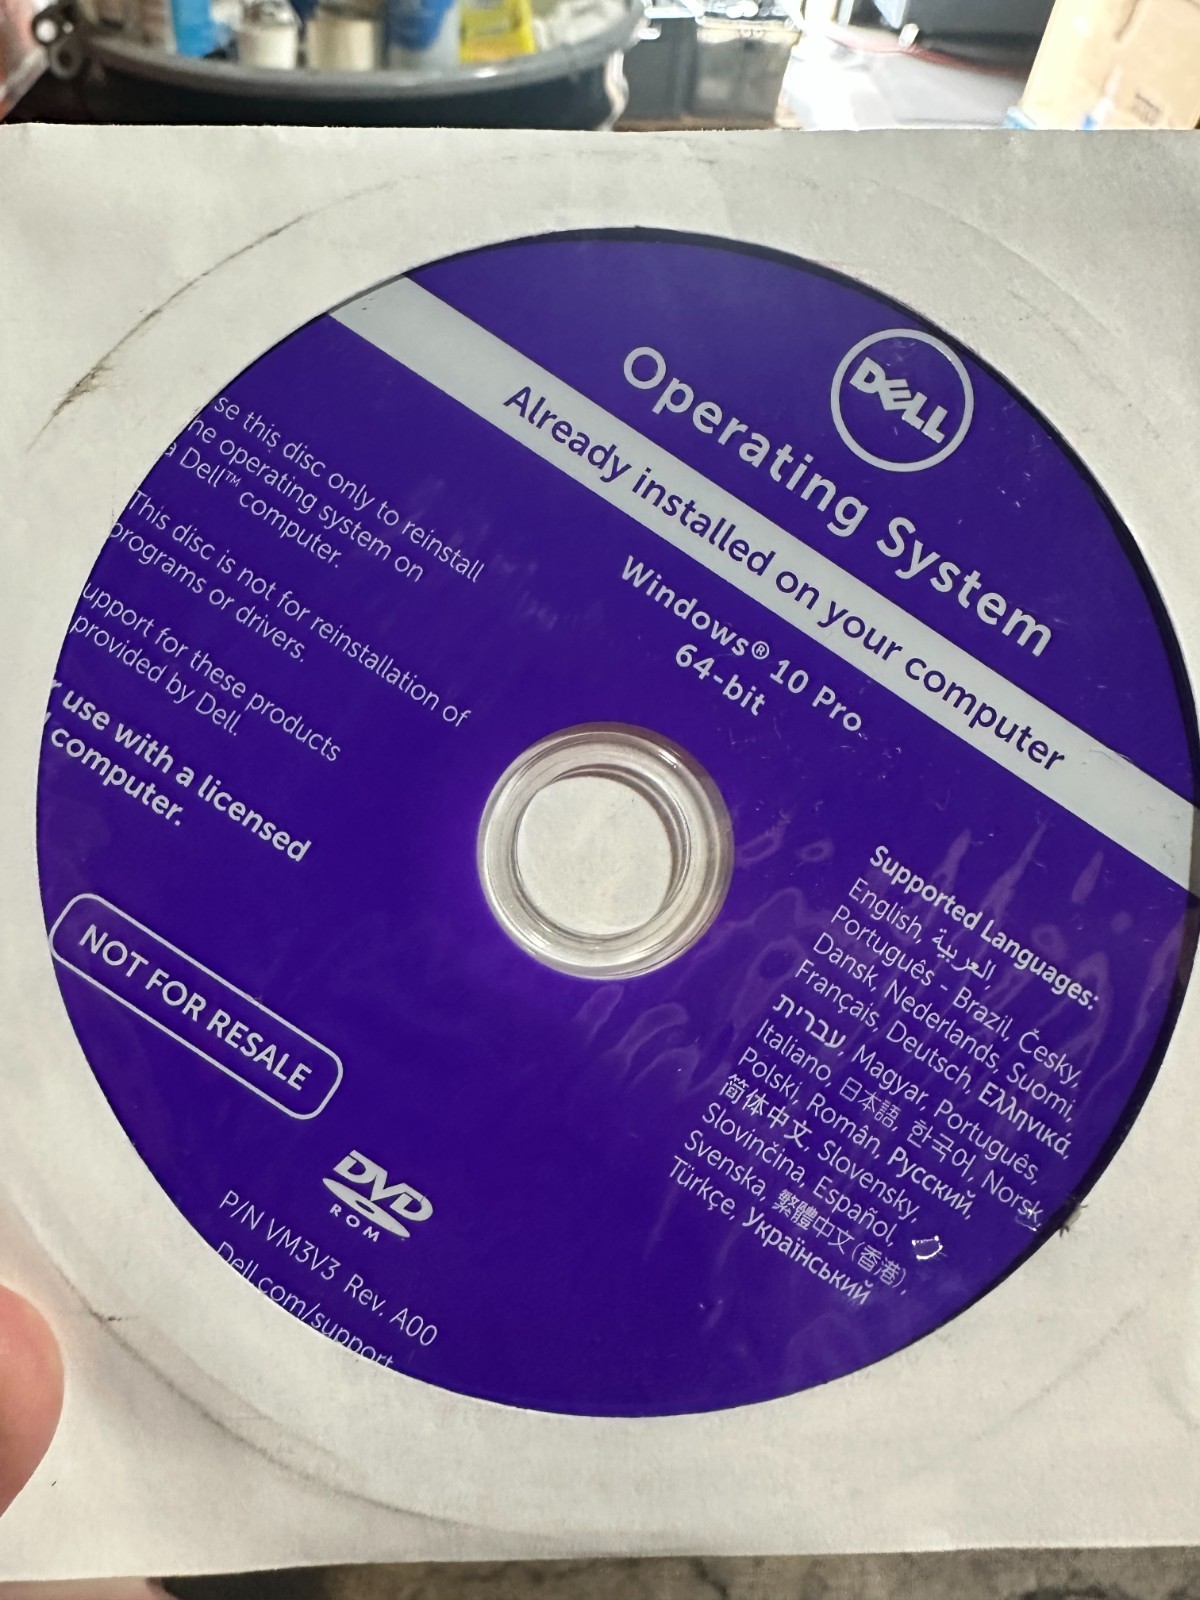 DELL
Operating System
Already installed on your computer
Windows® 10 Pro
64-bit
se this disc only to reinstall
he operating system on
a Dell™ computer.
This disc is not for reinstallation of
programs or drivers.
upport for these products
provided by Dell.
r use with a licensed
computer.
NOT FOR RESALE
DVD
ROM
P/N VM3V3 Rev. A00
Dell.com/support
Supported Languages:
English, العربية,
Português - Brazil, Česky,
Dansk, Nederlands, Suomi,
Français, Deutsch, Ελληνικά,
עברית, Magyar, Português,
Italiano, 日本語, 한국어, Norsk,
Polski, Român, Русский,
简体中文, Slovensky,
Slovinčina, Español,
Svenska, 繁體中文 (香港),
Türkçe, Український